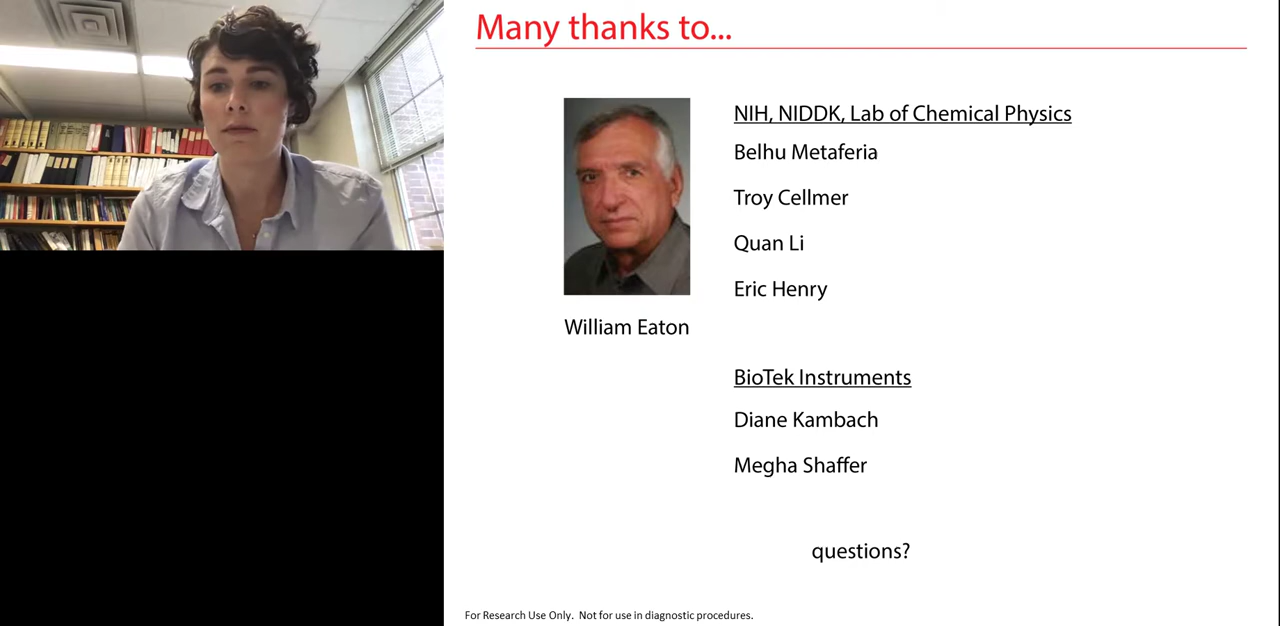 Many thanks to...
NIH, NIDDK, Lab of Chemical Physics
Belhu Metaferia
Troy Cellmer
Quan Li
Eric Henry
William Eaton
BioTek Instruments
Diane Kambach
Megha Shaffer
questions?
For Research Use Only. Not for use in diagnostic procedures.